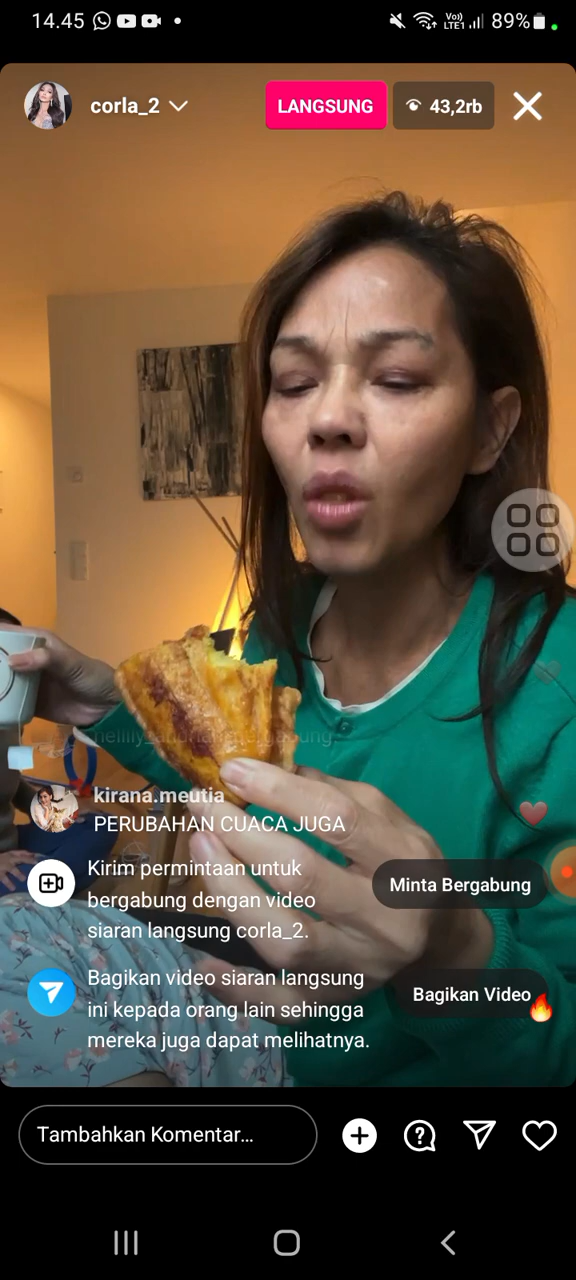 14.45
Vo))
LTE1
89%
corla_2
LANGSUNG
43,2rb
bergabung
kirana.meutia
PERUBAHAN CUACA JUGA
Kirim permintaan untuk
bergabung dengan video
siaran langsung corla_2.
Minta Bergabung
Bagikan video siaran langsung
ini kepada orang lain sehingga
mereka juga dapat melihatnya.
Bagikan Video
Tambahkan Komentar...